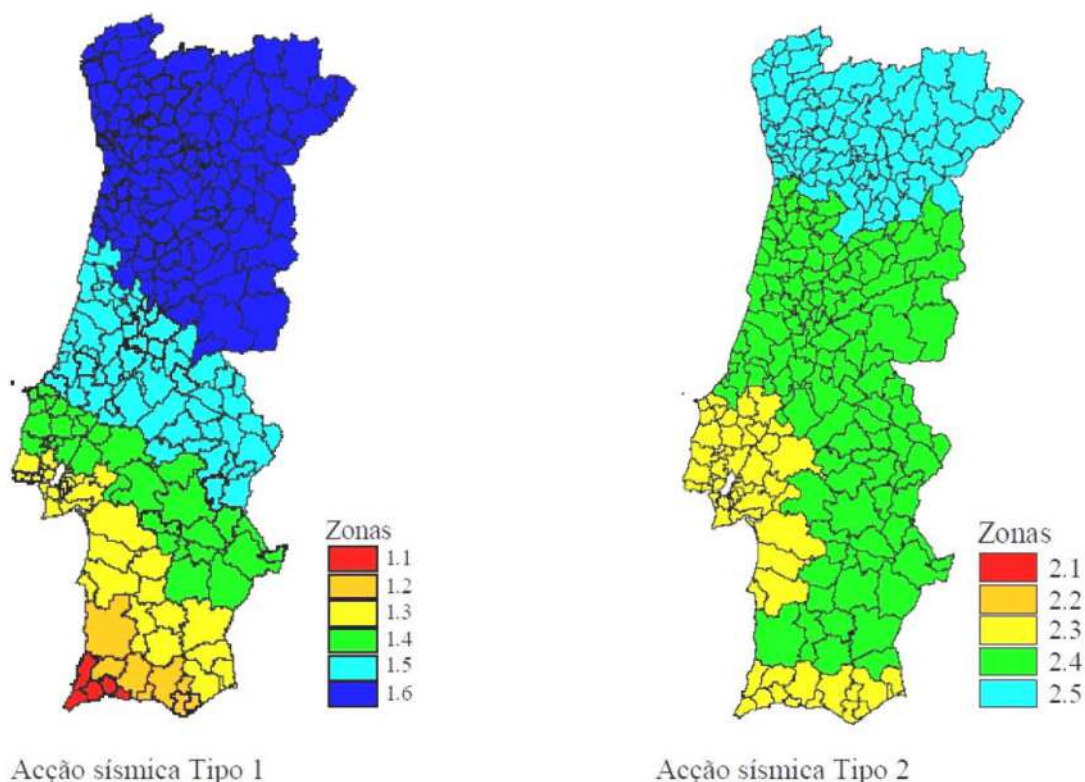 Zonas
1.1
1.2
1.3
1.4
1.5
1.6
Acção sísmica Tipo 1
Zonas
2.1
2.2
2.3
2.4
2.5
Acção sísmica Tipo 2